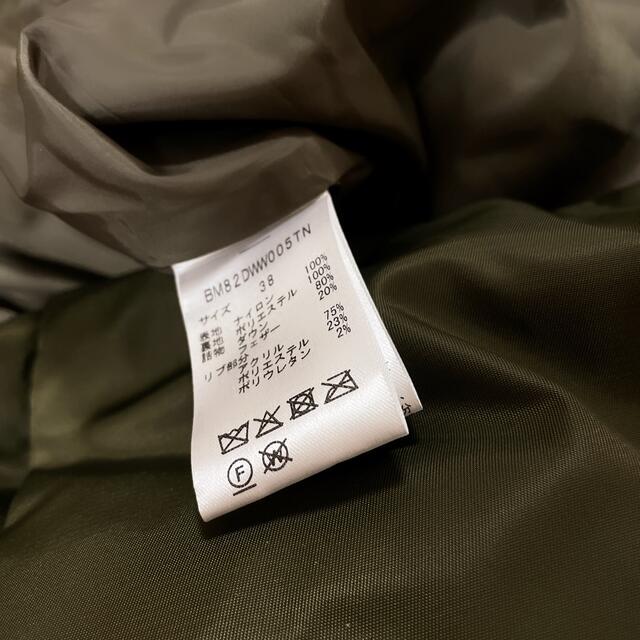 BM82DWW005TN
サイズ 38
表地 ナイロン 100%
裏地 ポリエステル 100%
詰物 ダウン 80%
フェザー 20%
リブ部分
アクリル 75%
ポリエステル 23%
ポリウレタン 2%
F
W